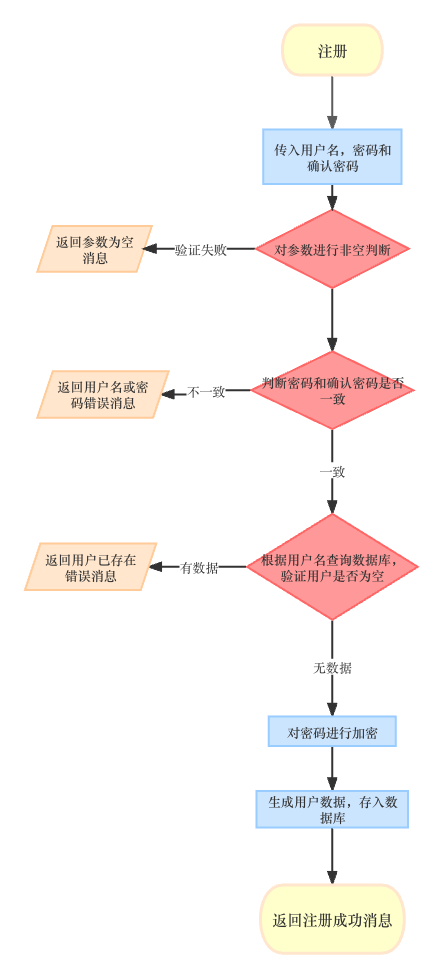 注册
传入用户名，密码和
确认密码
对参数进行非空判断
验证失败
返回参数为空
消息
判断密码和确认密码是否
一致
不一致
返回用户名或密
码错误消息
一致
根据用户名查询数据库，
验证用户是否为空
有数据
返回用户已存在
错误消息
无数据
对密码进行加密
生成用户数据，存入数
据库
返回注册成功消息